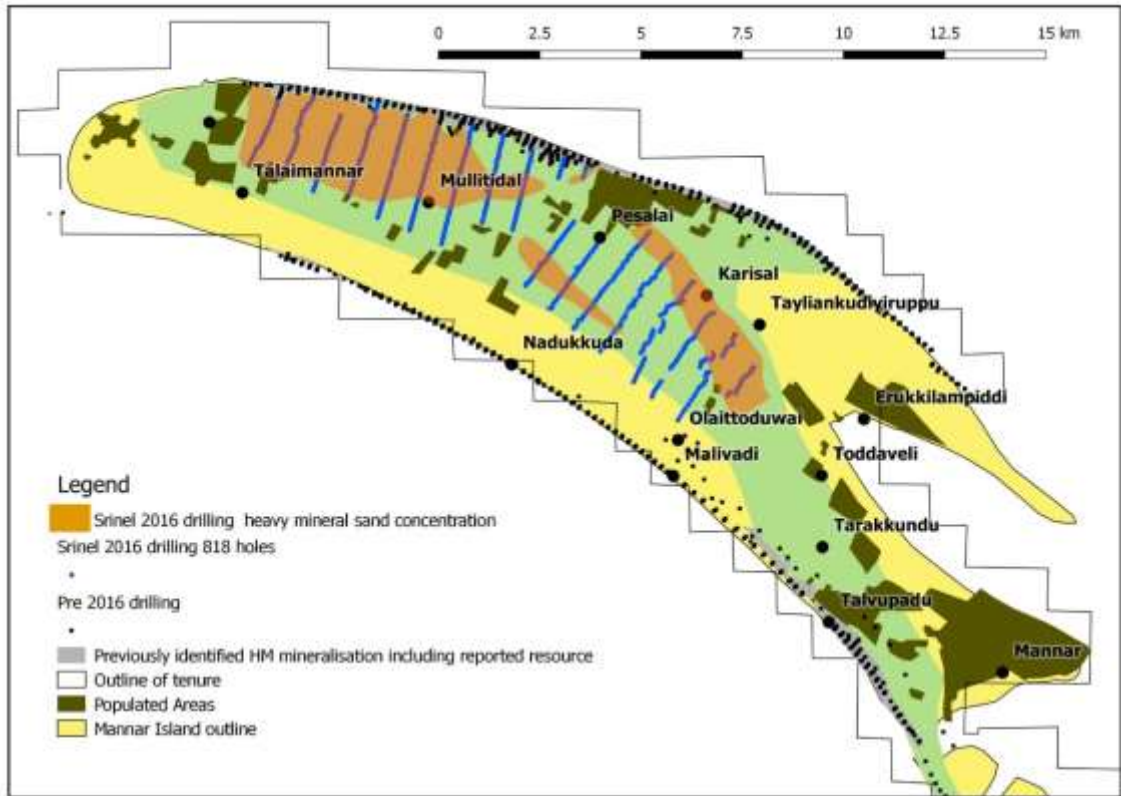 0 2.5 5 7.5 10 12.5 15 km
Talaimannar
Mullitidal
Pesalai
Karisal
Tayliankudiyiruppu
Nadukkuda
Erukkilampiddi
Olaittoduwai
Malivadi
Toddaveli
Tarakkundu
Talvupadu
Mannar
Legend
Srinel 2016 drilling heavy mineral sand concentration
Srinel 2016 drilling 818 holes
Pre 2016 drilling
Previously identified HM mineralisation including reported resource
Outline of tenure
Populated Areas
Mannar Island outline